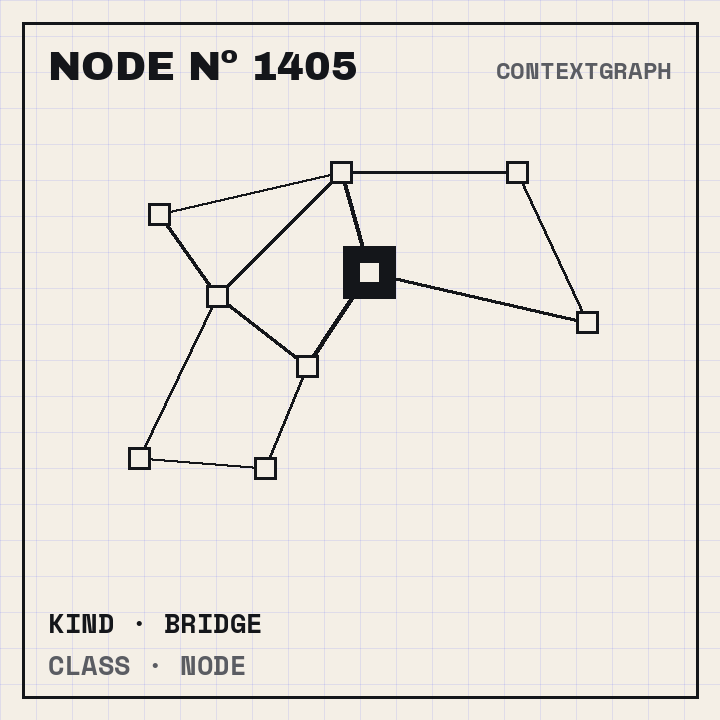 NODE Nº 1405
CONTEXTGRAPH
KIND · BRIDGE
CLASS · NODE